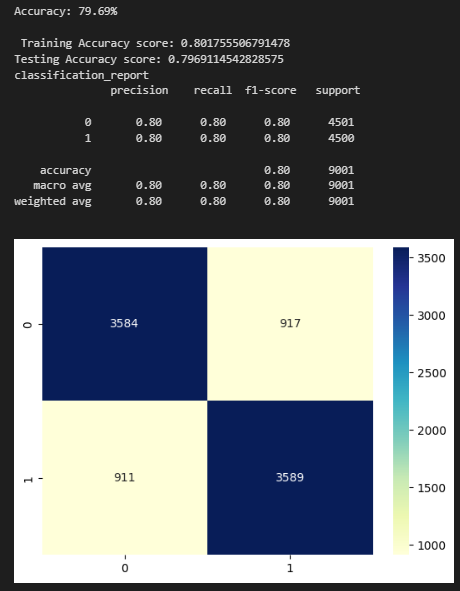 Accuracy: 79.69%
Training Accuracy score: 0.801755506791478
Testing Accuracy score: 0.7969114542828575
classification_report
precision recall f1-score support
0 0.80 0.80 0.80 4501
1 0.80 0.80 0.80 4500
accuracy 0.80 9001
macro avg 0.80 0.80 0.80 9001
weighted avg 0.80 0.80 0.80 9001
3500
0 3584 917
3000
2500
2000
1500
1 911 3589
1000
0 1